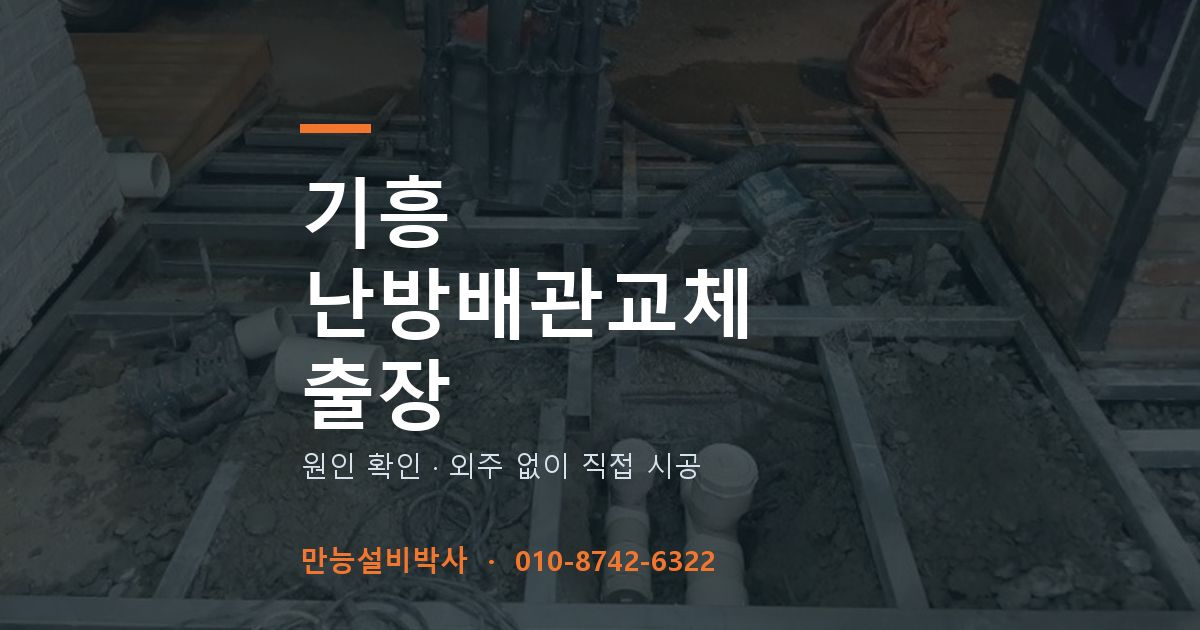 기흥
난방배관교체
출장
원인 확인 · 외주 없이 직접 시공
만능설비박사 · 010-8742-6322